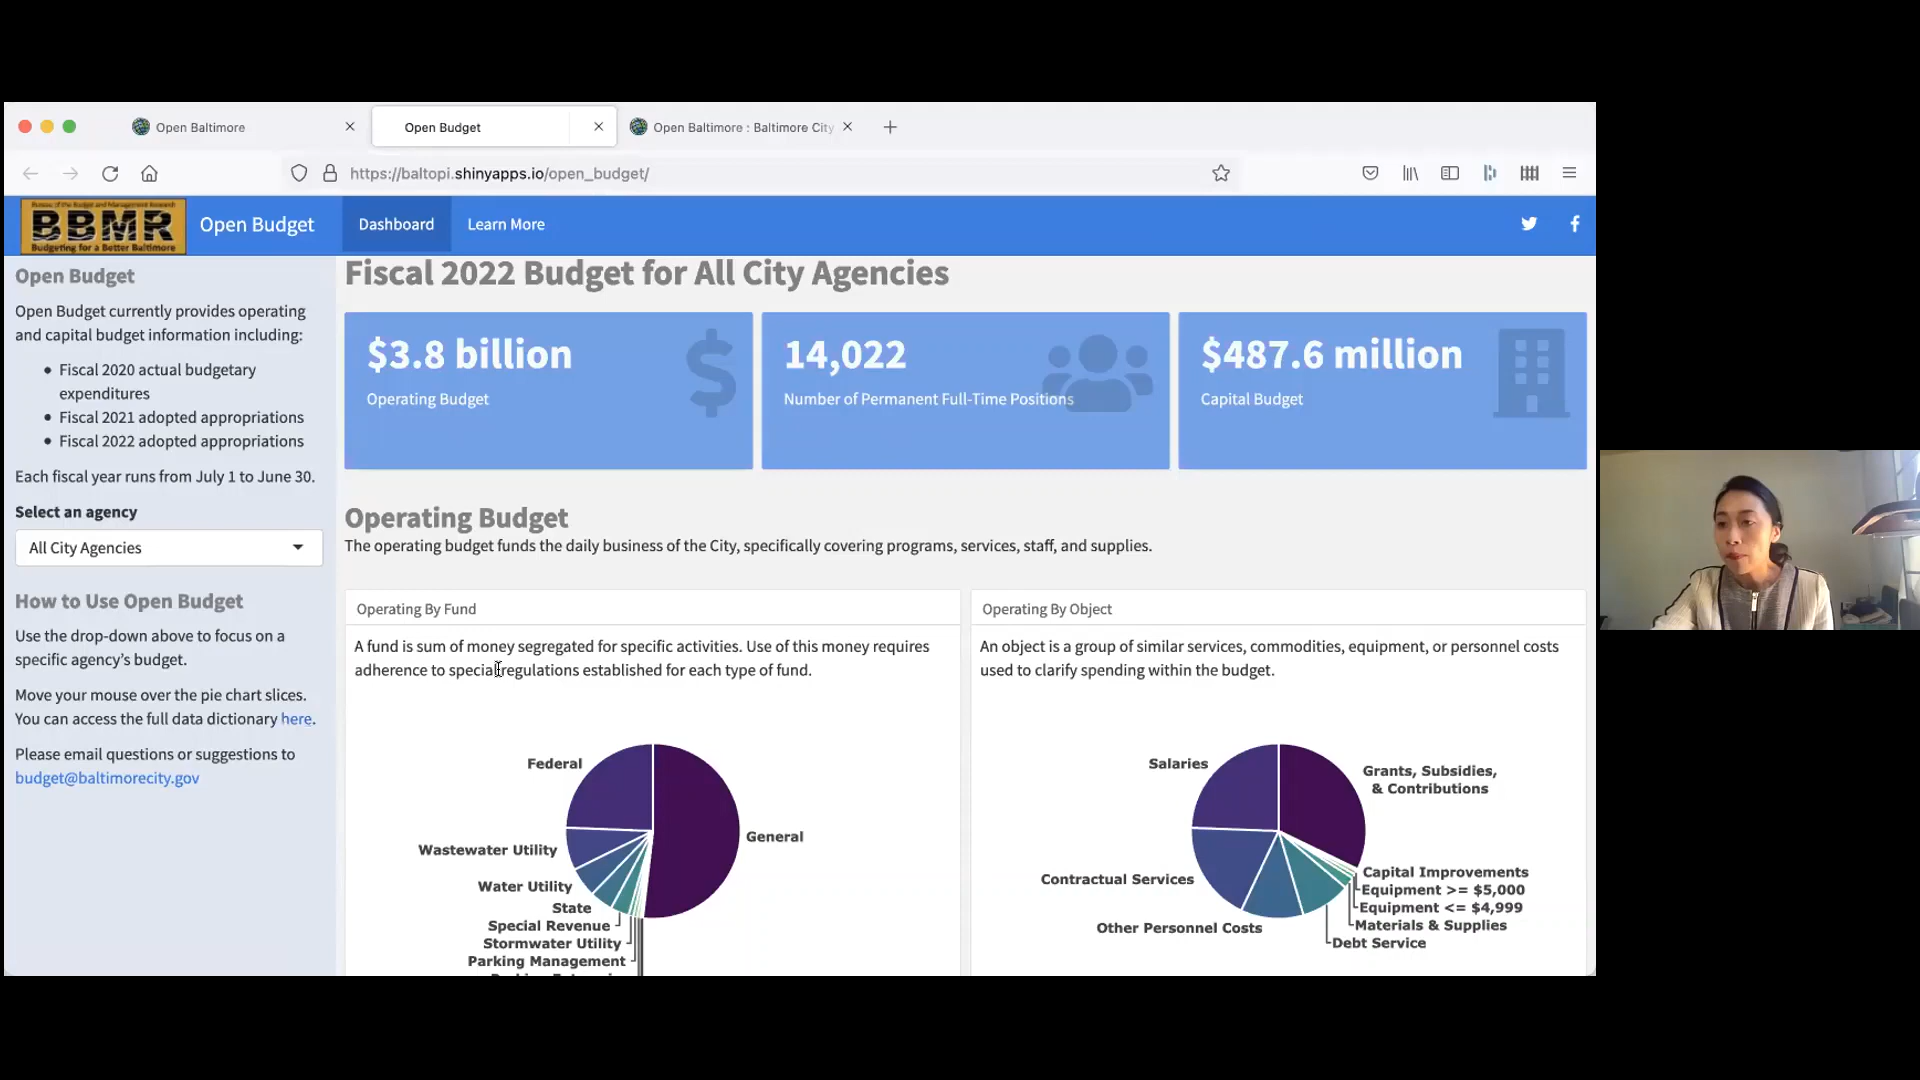 Open Baltimore
Open Budget
Open Baltimore : Baltimore City
https://baltopi.shinyapps.io/open_budget/
Bureau of the Budget and Management Research
BBMR
Budgeting for a Better Baltimore
Open Budget
Dashboard
Learn More
Open Budget
Open Budget currently provides operating
and capital budget information including:
Fiscal 2020 actual budgetary
expenditures
Fiscal 2021 adopted appropriations
Fiscal 2022 adopted appropriations
Each fiscal year runs from July 1 to June 30.
Select an agency
All City Agencies
How to Use Open Budget
Use the drop-down above to focus on a
specific agency's budget.
Move your mouse over the pie chart slices.
You can access the full data dictionary here.
Please email questions or suggestions to
budget@baltimorecity.gov
Fiscal 2022 Budget for All City Agencies
$3.8 billion
Operating Budget
14,022
Number of Permanent Full-Time Positions
$487.6 million
Capital Budget
Operating Budget
The operating budget funds the daily business of the City, specifically covering programs, services, staff, and supplies.
Operating By Fund
A fund is sum of money segregated for specific activities. Use of this money requires
adherence to special regulations established for each type of fund.
Federal
General
Wastewater Utility
Water Utility
State
Special Revenue
Stormwater Utility
Parking Management
Operating By Object
An object is a group of similar services, commodities, equipment, or personnel costs
used to clarify spending within the budget.
Salaries
Grants, Subsidies,
& Contributions
Contractual Services
Capital Improvements
Equipment >= $5,000
Equipment <= $4,999
Materials & Supplies
Other Personnel Costs
Debt Service